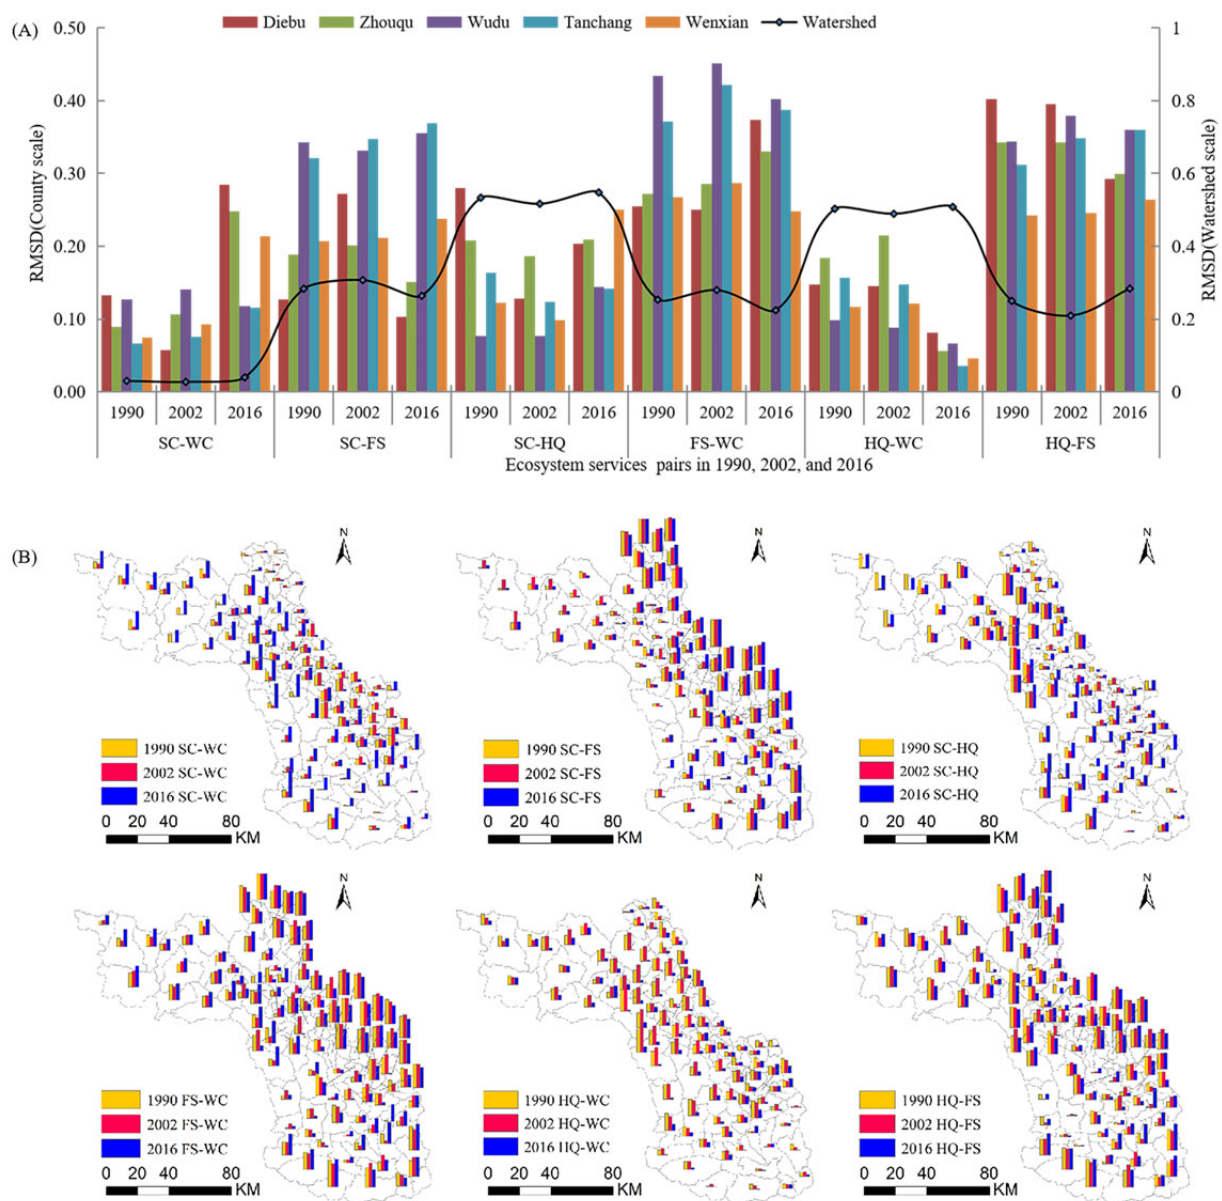 (A)
Diebu Zhouqu Wudu Tanchang Wenxian Watershed
RMSD(County scale)
0.50
0.40
0.30
0.20
0.10
0.00
1
0.8
0.6
0.4
0.2
0
RMSD(Watershed scale)
1990 2002 2016 1990 2002 2016 1990 2002 2016 1990 2002 2016 1990 2002 2016 1990 2002 2016
SC-WC SC-FS SC-HQ FS-WC HQ-WC HQ-FS
Ecosystem services pairs in 1990, 2002, and 2016
(B)
N
1990 SC-WC
2002 SC-WC
2016 SC-WC
0 20 40 80 KM
N
1990 SC-FS
2002 SC-FS
2016 SC-FS
0 20 40 80 KM
N
1990 SC-HQ
2002 SC-HQ
2016 SC-HQ
0 20 40 80 KM
N
1990 FS-WC
2002 FS-WC
2016 FS-WC
0 20 40 80 KM
N
1990 HQ-WC
2002 HQ-WC
2016 HQ-WC
0 20 40 80 KM
N
1990 HQ-FS
2002 HQ-FS
2016 HQ-FS
0 20 40 80 KM